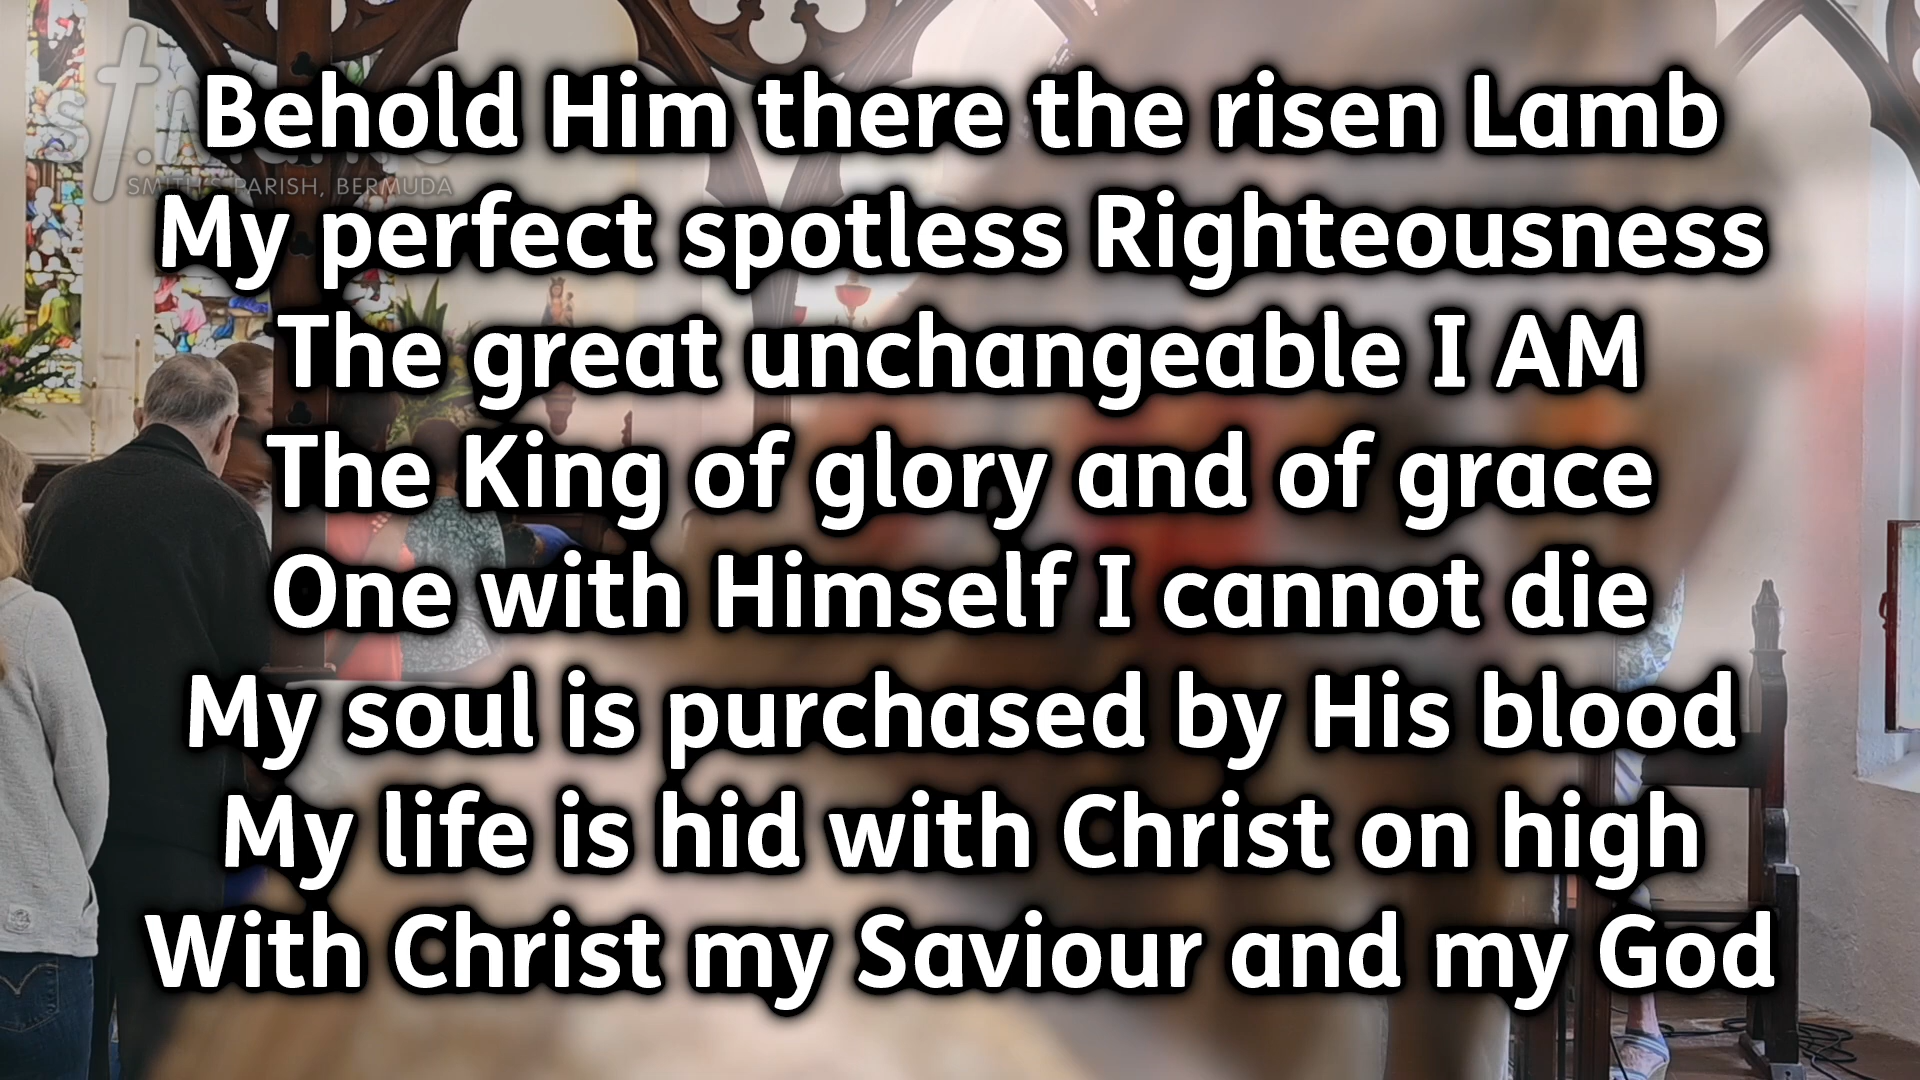 Behold Him there the risen Lamb
SMITH'S PARISH, BERMUDA
My perfect spotless Righteousness
The great unchangeable I AM
The King of glory and of grace
One with Himself I cannot die
My soul is purchased by His blood
My life is hid with Christ on high
With Christ my Saviour and my God